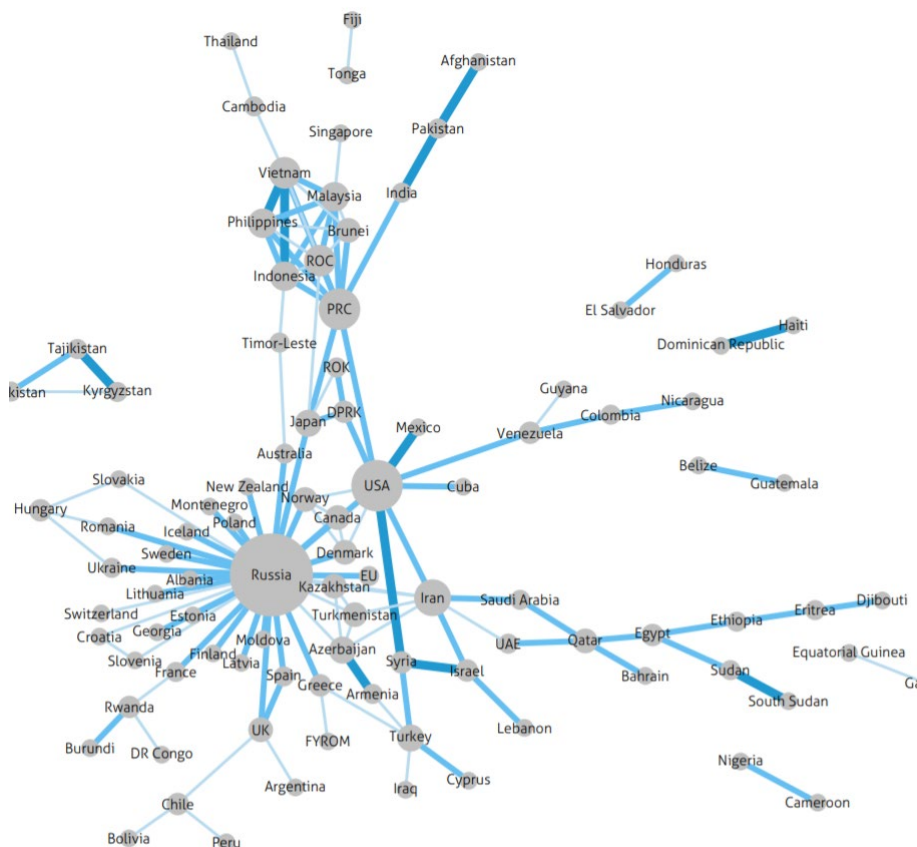 Fiji
Thailand
Afghanistan
Tonga
Cambodia
Singapore
Pakistan
Vietnam
Malaysia
India
Philippines
Brunei
ROC
Honduras
Indonesia
PRC
El Salvador
Haiti
Timor-Leste
Dominican Republic
Tajikistan
ROK
kistan
Kyrgyzstan
Guyana
Nicaragua
DPRK
Colombia
Japan
Mexico
Venezuela
Australia
Belize
Slovakia
New Zealand
USA
Cuba
Guatemala
Montenegro
Norway
Hungary
Poland
Canada
Romania
Iceland
Sweden
Denmark
Ukraine
Russia
EU
Albania
Kazakhstan
Lithuania
Iran
Saudi Arabia
Djibouti
Switzerland
Estonia
Turkmenistan
Eritrea
Ethiopia
Croatia
Georgia
Moldova
UAE
Qatar
Egypt
Azerbaijan
Equatorial Guinea
Slovenia
Finland
Latvia
Syria
France
Spain
Israel
Bahrain
Sudan
Ga
Greece
Armenia
South Sudan
Rwanda
UK
Lebanon
Burundi
DR Congo
FYROM
Turkey
Nigeria
Cyprus
Argentina
Iraq
Chile
Cameroon
Bolivia
Peru